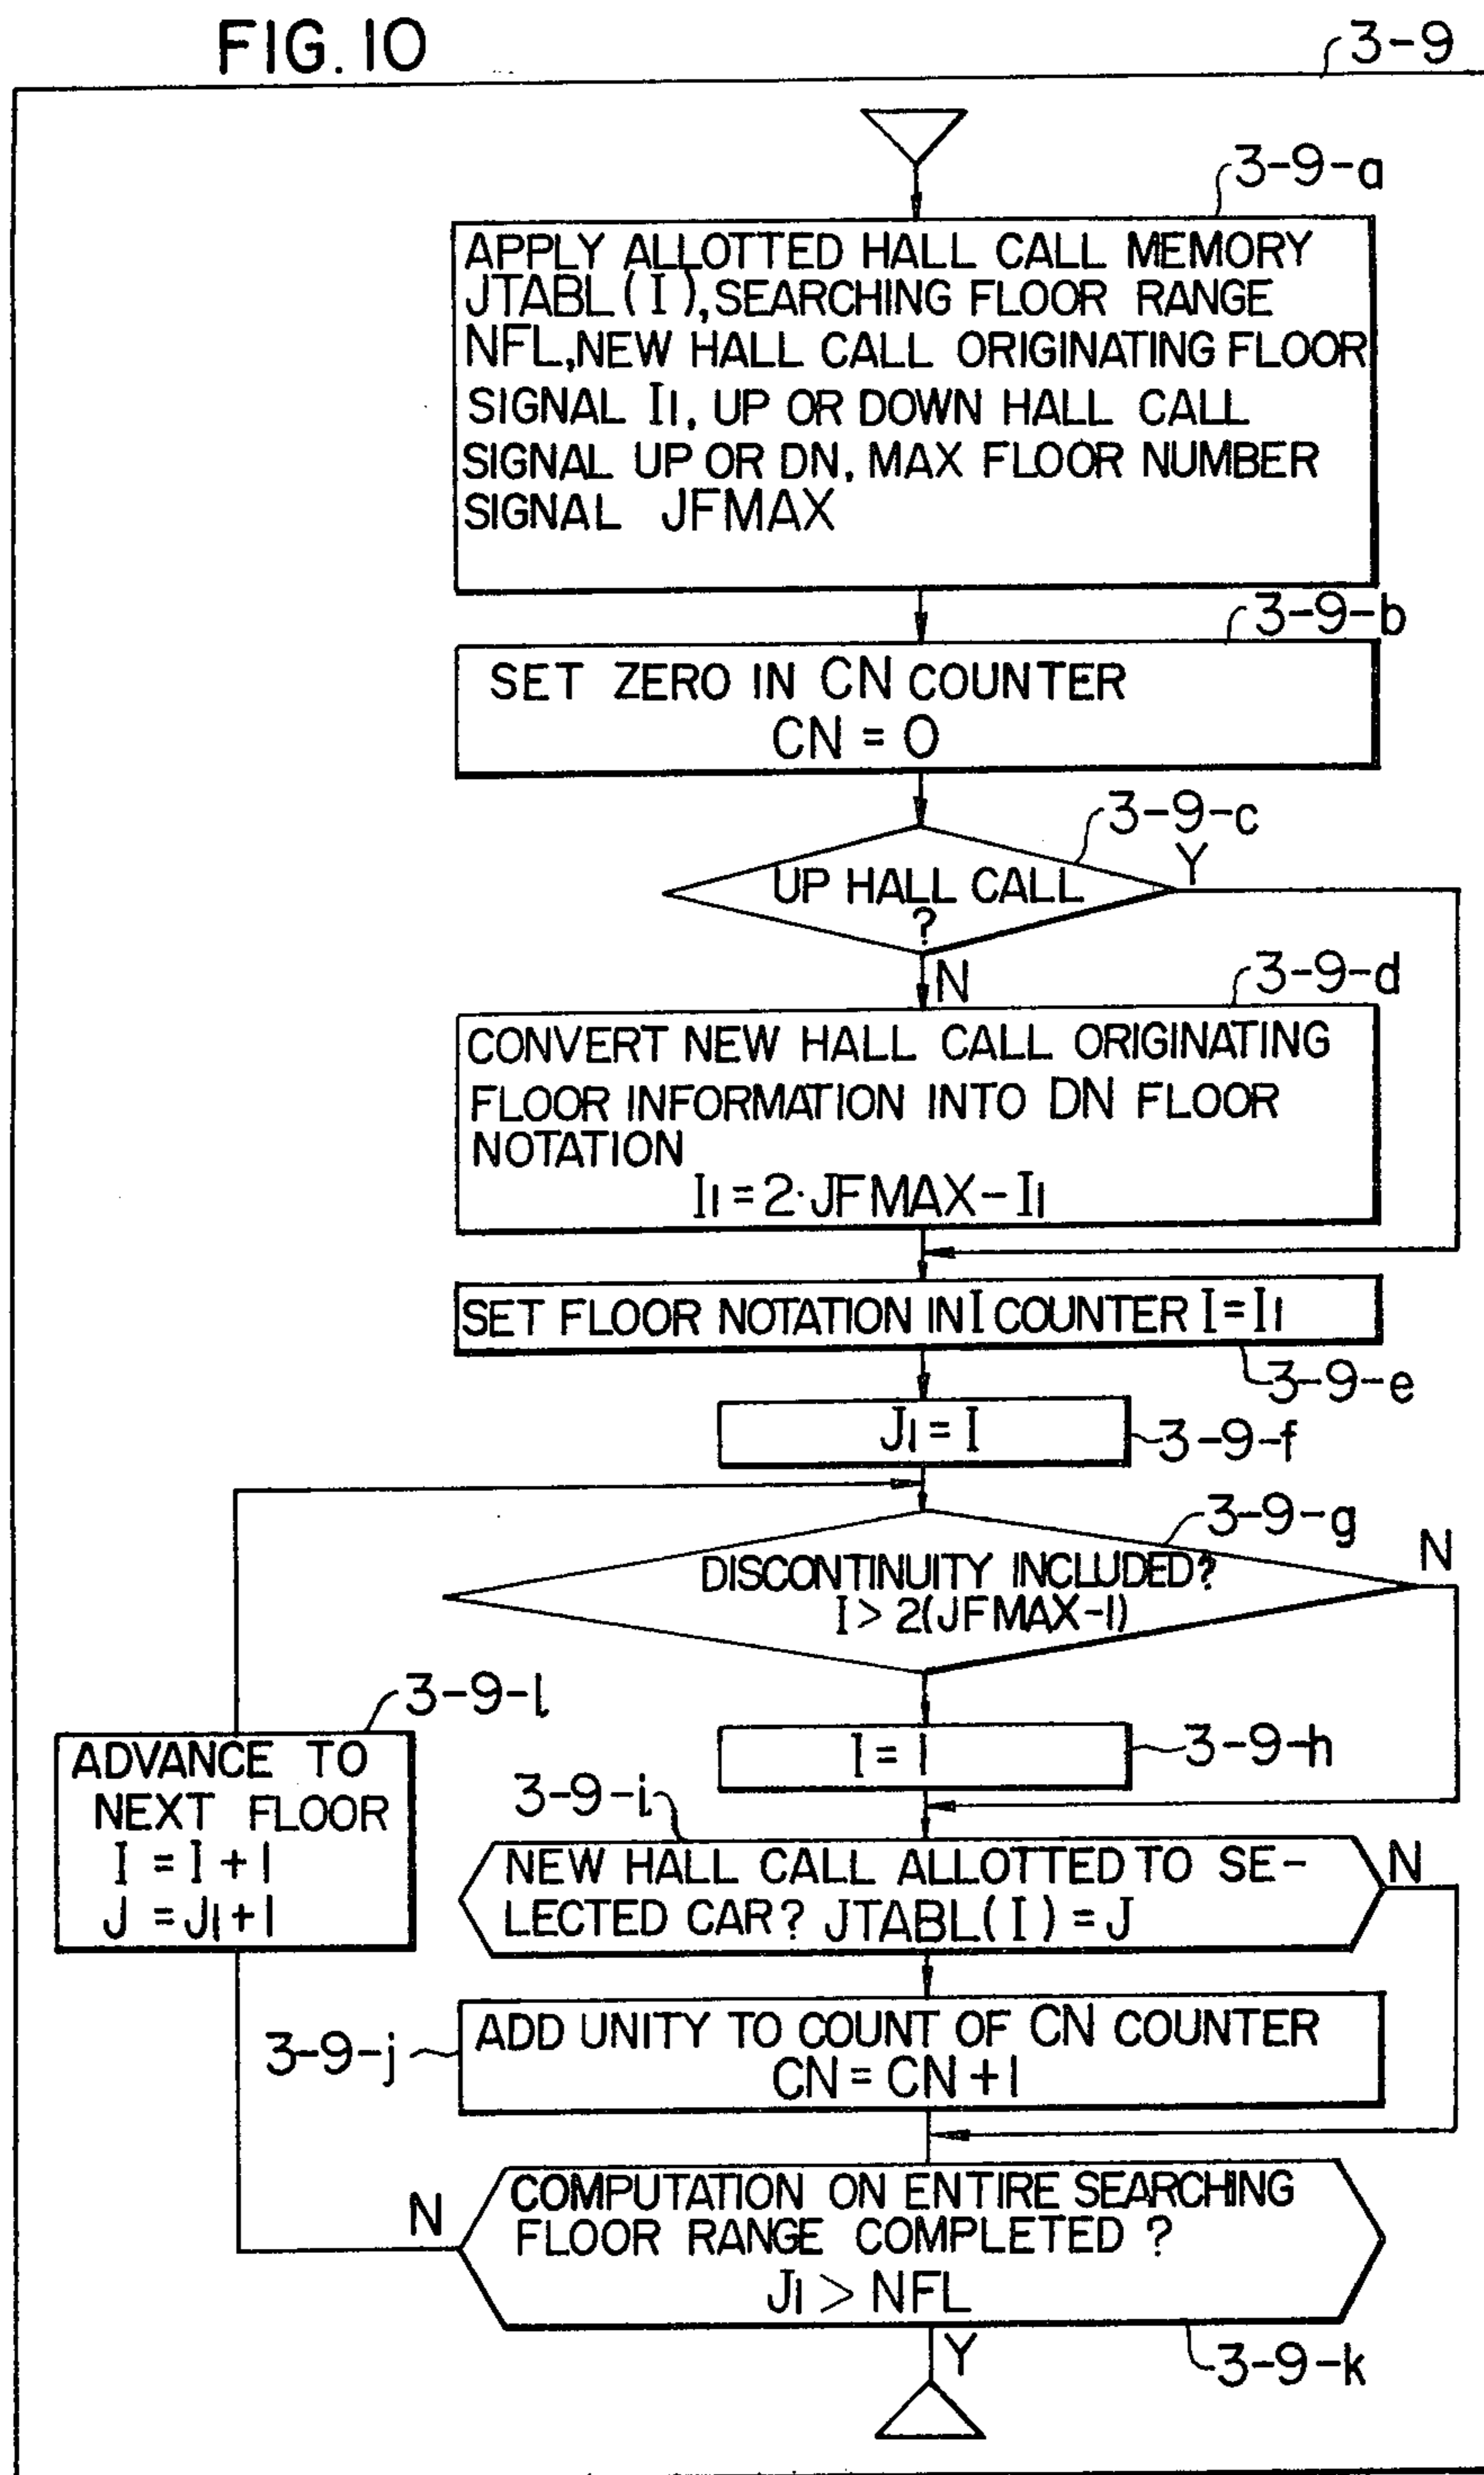 FIG. 10
3-9
3-9-a
APPLY ALLOTTED HALL CALL MEMORY
JTABL(I), SEARCHING FLOOR RANGE
NFL, NEW HALL CALL ORIGINATING FLOOR
SIGNAL I1, UP OR DOWN HALL CALL
SIGNAL UP OR DN, MAX FLOOR NUMBER
SIGNAL JFMAX
3-9-b
SET ZERO IN CN COUNTER
CN = 0
3-9-c
Y
UP HALL CALL
?
N
3-9-d
CONVERT NEW HALL CALL ORIGINATING
FLOOR INFORMATION INTO DN FLOOR
NOTATION
I1 = 2·JFMAX-I1
SET FLOOR NOTATION IN I COUNTER I=I1
3-9-e
J1 = I
3-9-f
3-9-g
N
DISCONTINUITY INCLUDED?
I > 2(JFMAX-1)
3-9-l
ADVANCE TO
NEXT FLOOR
I = I+1
J = J1+1
I = 1
3-9-h
3-9-i
NEW HALL CALL ALLOTTED TO SE-
LECTED CAR? JTABL(I) = J
N
3-9-j
ADD UNITY TO COUNT OF CN COUNTER
CN = CN +1
N
COMPUTATION ON ENTIRE SEARCHING
FLOOR RANGE COMPLETED ?
J1 > NFL
Y
3-9-k